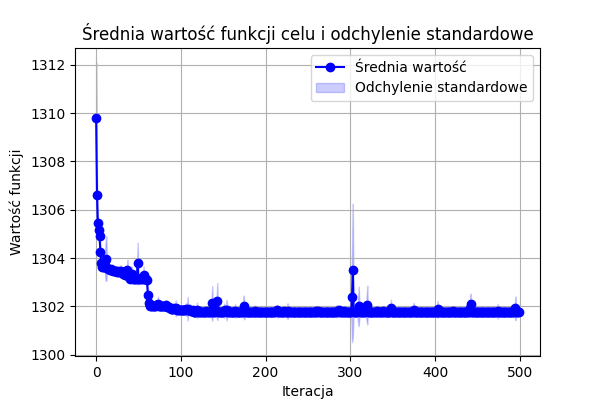 Średnia wartość funkcji celu i odchylenie standardowe
Średnia wartość
Odchylenie standardowe
Wartość funkcji
1312
1310
1308
1306
1304
1302
1300
0 100 200 300 400 500
Iteracja